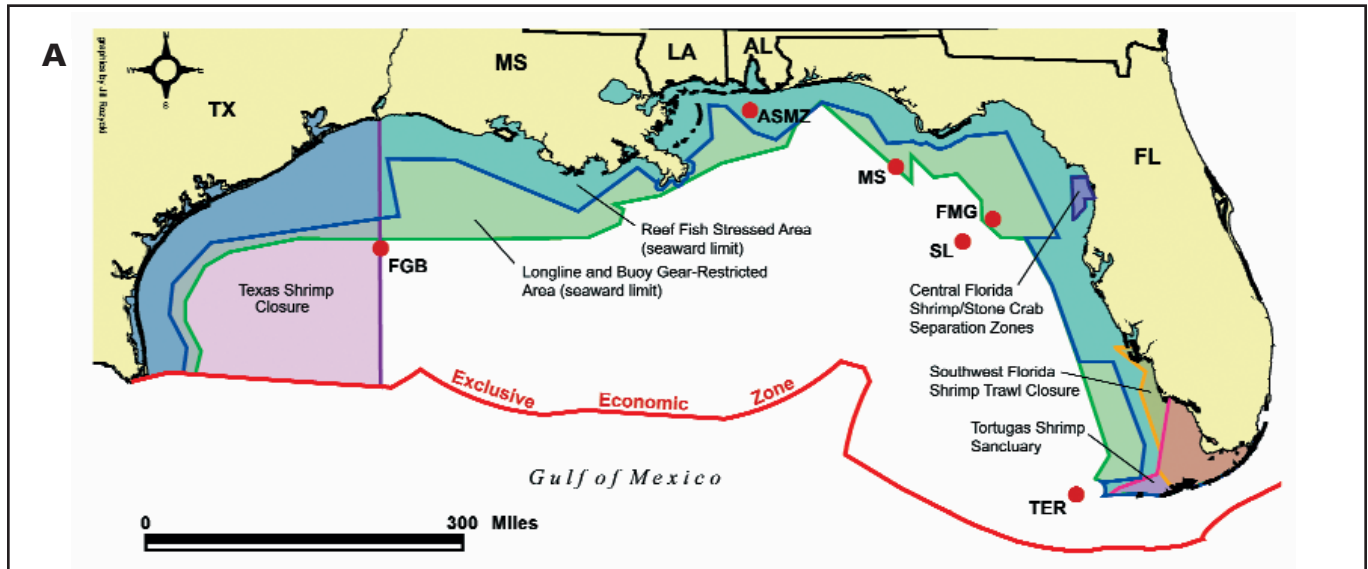 A
graphics by Jill Rozycki
N
W
E
S
TX
MS
LA
AL
FL
ASMZ
MS
FMG
SL
FGB
Reef Fish Stressed Area
(seaward limit)
Longline and Buoy Gear-Restricted
Area (seaward limit)
Texas Shrimp
Closure
Central Florida
Shrimp/Stone Crab
Separation Zones
Southwest Florida
Shrimp Trawl Closure
Tortugas Shrimp
Sanctuary
Exclusive Economic Zone
Gulf of Mexico
TER
0 300 Miles